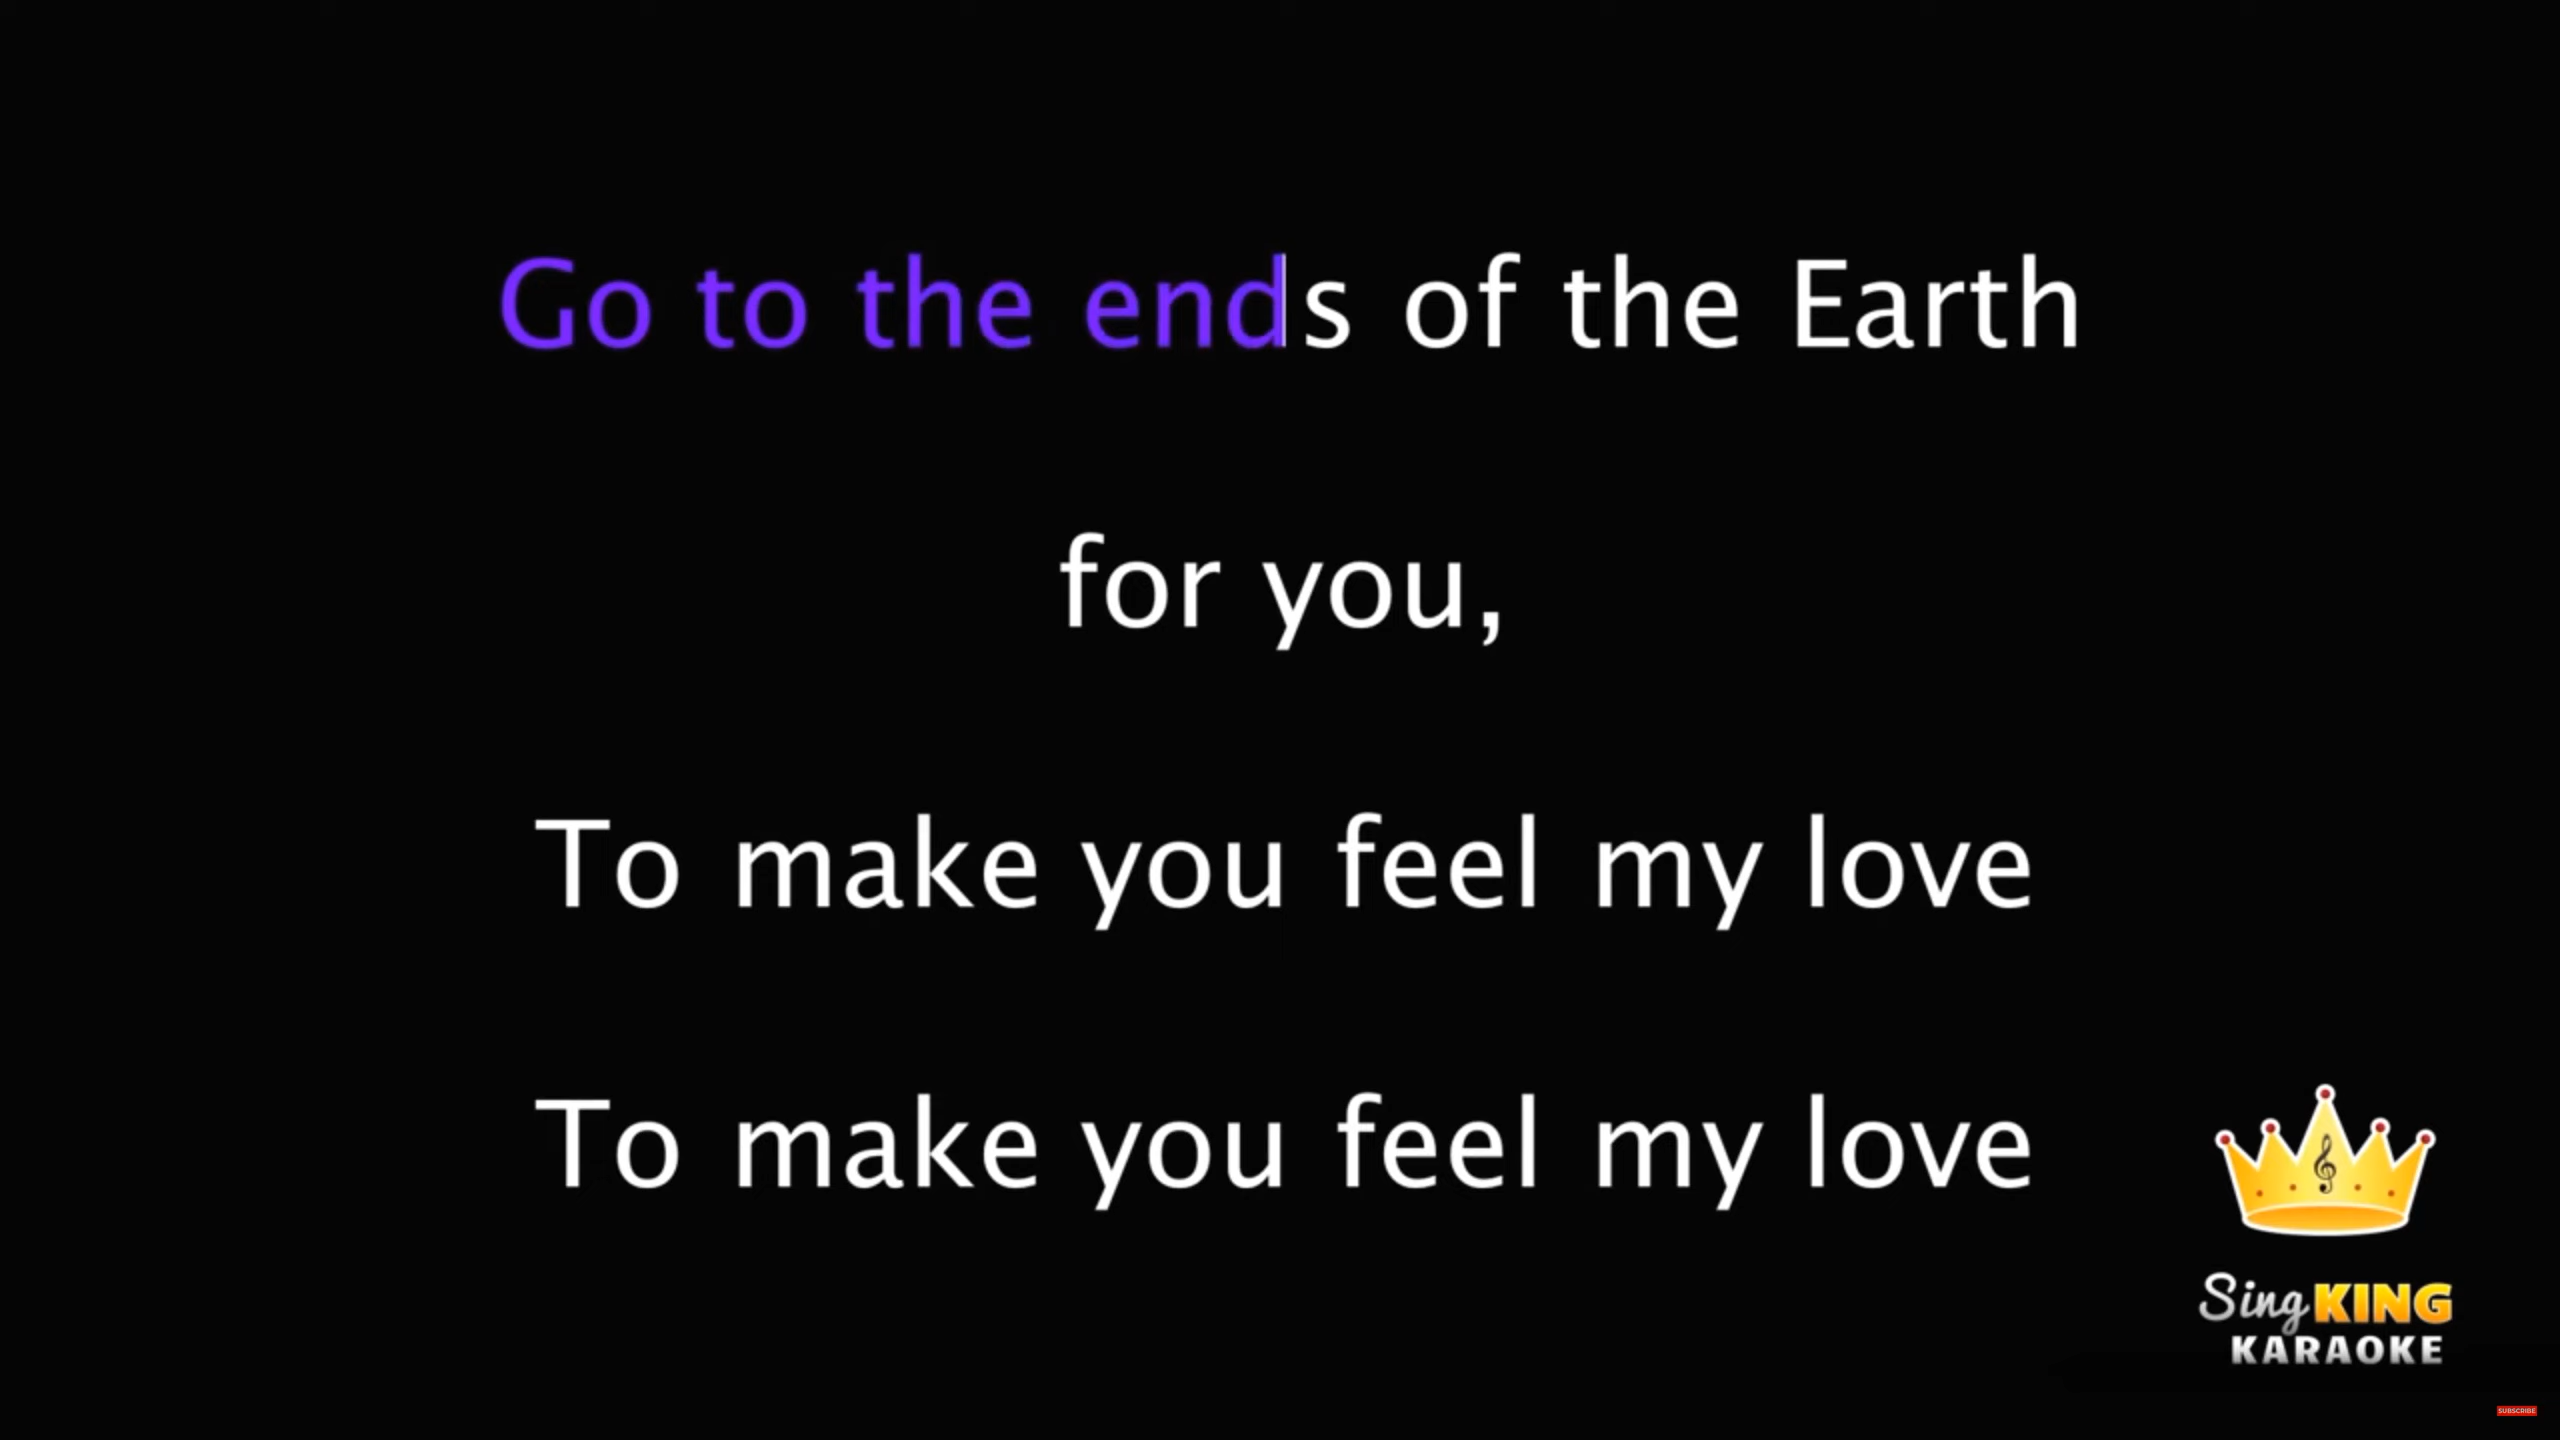 Go to the ends of the Earth
for you,
To make you feel my love
To make you feel my love
Sing KING
KARAOKE
SUBSCRIBE